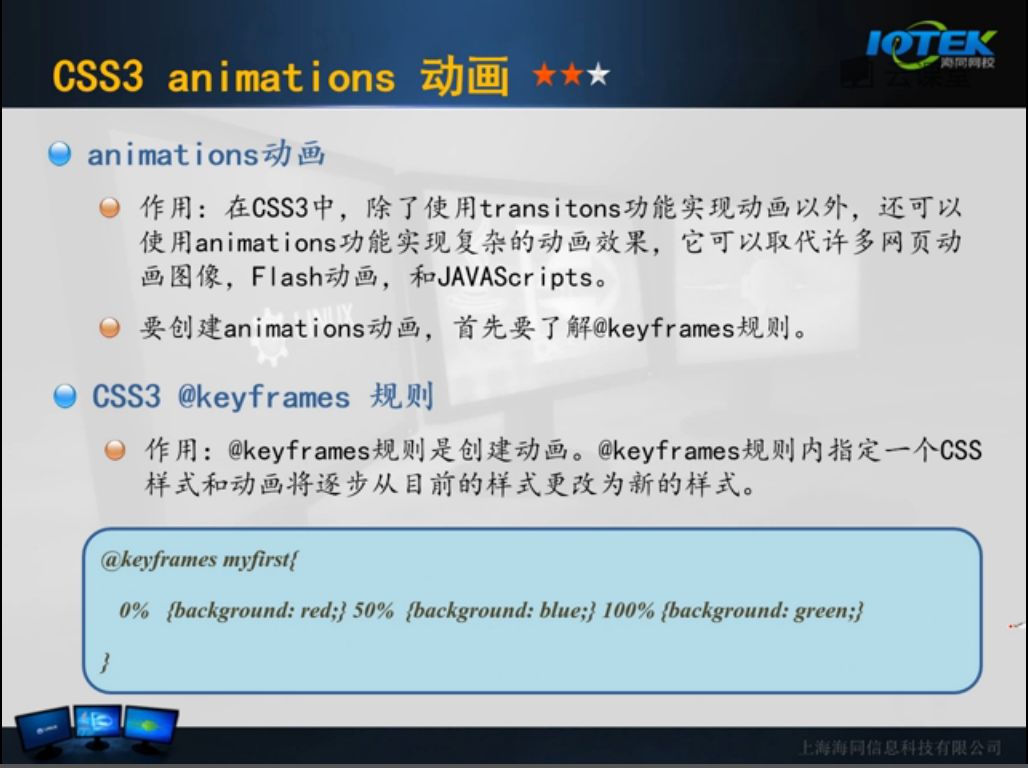 CSS3 animations 动画
IOTEK
海同网校
云课堂
animations动画
作用：在CSS3中，除了使用transitons功能实现动画以外，还可以
使用animations功能实现复杂的动画效果，它可以取代许多网页动
画图像，Flash动画，和JAVAScripts。
LINUX
要创建animations动画，首先要了解@keyframes规则。
CSS3 @keyframes 规则
作用：@keyframes规则是创建动画。@keyframes规则内指定一个CSS
样式和动画将逐步从目前的样式更改为新的样式。
@keyframes myfirst{
0% {background: red;} 50% {background: blue;} 100% {background: green;}
}
上海海同信息科技有限公司